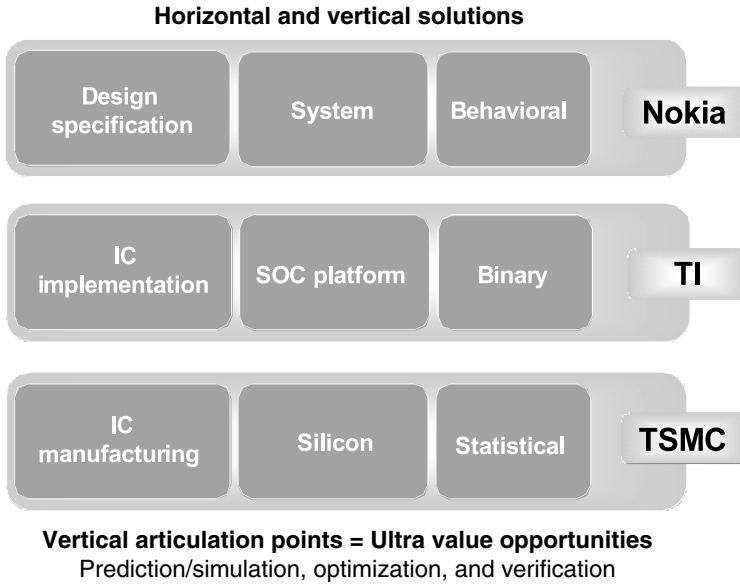 Horizontal and vertical solutions
Design
specification
System
Behavioral
Nokia
IC
implementation
SOC platform
Binary
TI
IC
manufacturing
Silicon
Statistical
TSMC
Vertical articulation points = Ultra value opportunities
Prediction/simulation, optimization, and verification